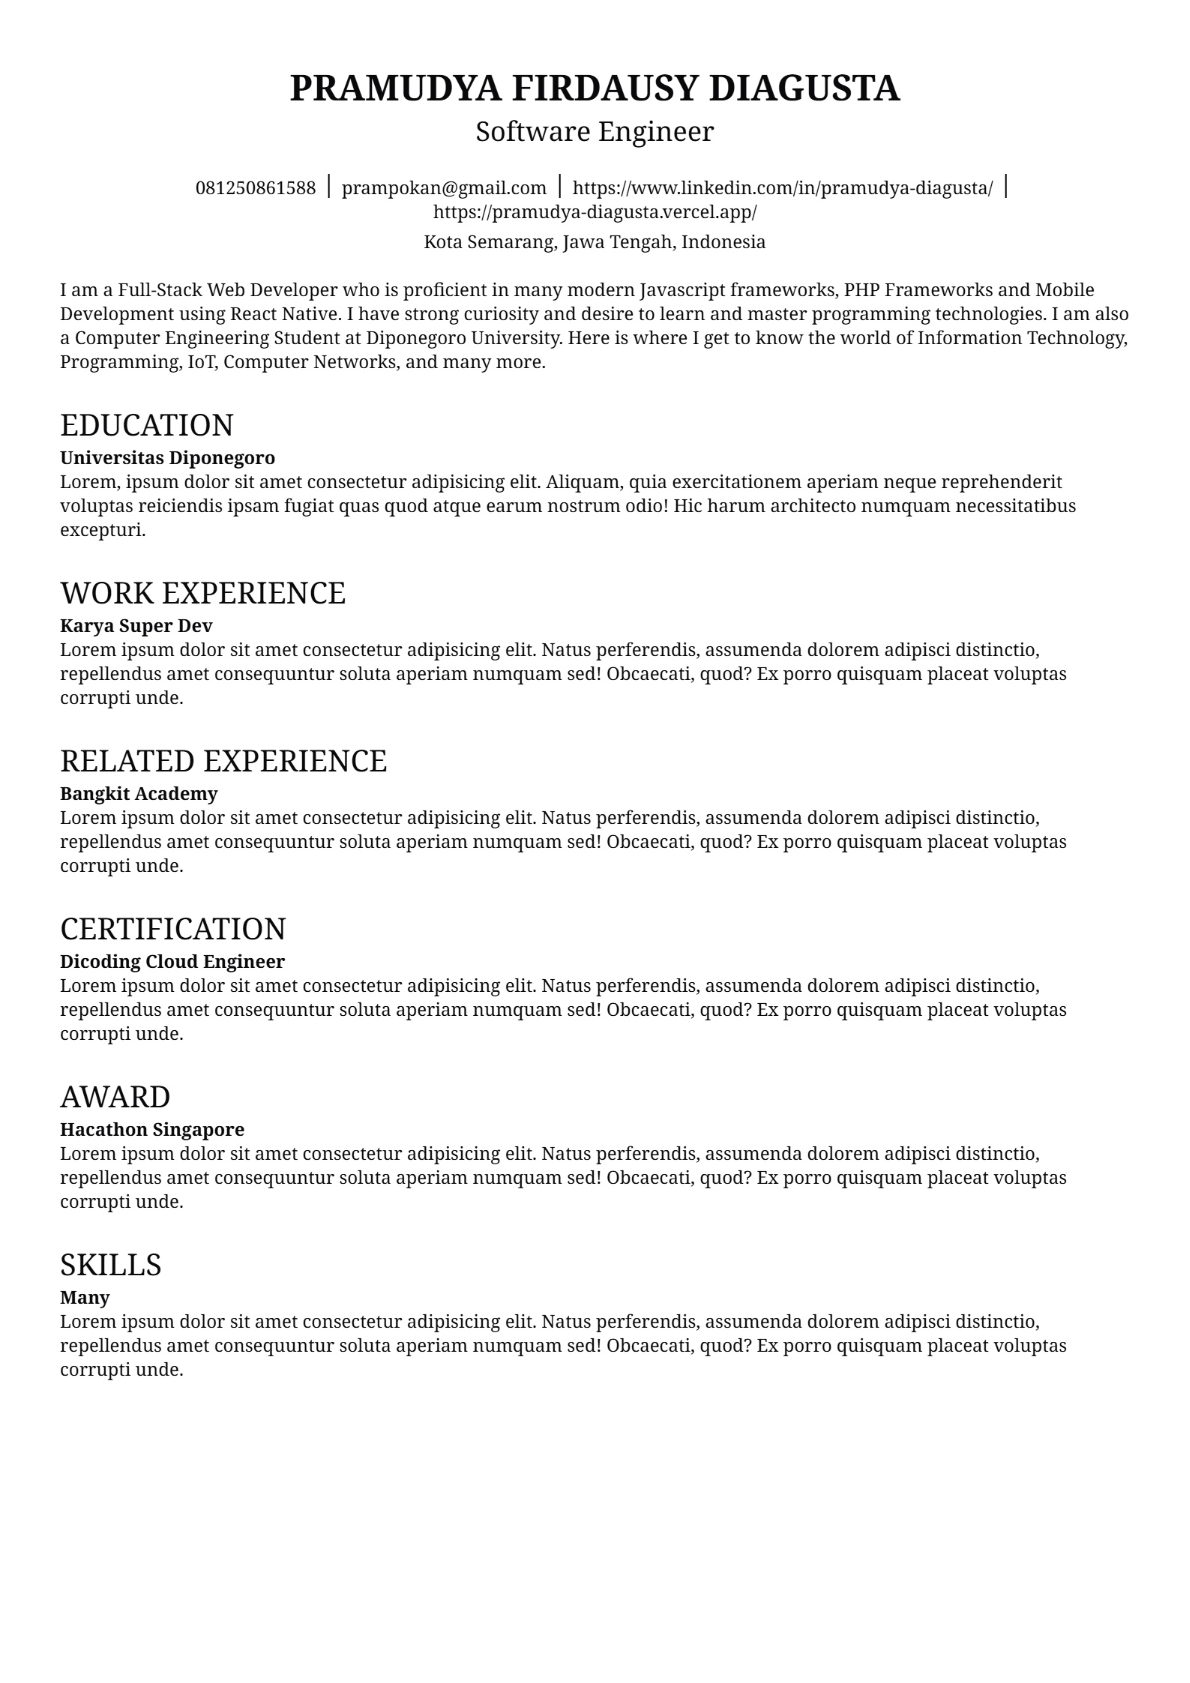 PRAMUDYA FIRDAUSY DIAGUSTA
Software Engineer
081250861588 | prampokan@gmail.com | https://www.linkedin.com/in/pramudya-diagusta/ |
https://pramudya-diagusta.vercel.app/
Kota Semarang, Jawa Tengah, Indonesia
I am a Full-Stack Web Developer who is proficient in many modern Javascript frameworks, PHP Frameworks and Mobile
Development using React Native. I have strong curiosity and desire to learn and master programming technologies. I am also
a Computer Engineering Student at Diponegoro University. Here is where I get to know the world of Information Technology,
Programming, IoT, Computer Networks, and many more.
EDUCATION
Universitas Diponegoro
Lorem, ipsum dolor sit amet consectetur adipisicing elit. Aliquam, quia exercitationem aperiam neque reprehenderit
voluptas reiciendis ipsam fugiat quas quod atque earum nostrum odio! Hic harum architecto numquam necessitatibus
excepturi.
WORK EXPERIENCE
Karya Super Dev
Lorem ipsum dolor sit amet consectetur adipisicing elit. Natus perferendis, assumenda dolorem adipisci distinctio,
repellendus amet consequuntur soluta aperiam numquam sed! Obcaecati, quod? Ex porro quisquam placeat voluptas
corrupti unde.
RELATED EXPERIENCE
Bangkit Academy
Lorem ipsum dolor sit amet consectetur adipisicing elit. Natus perferendis, assumenda dolorem adipisci distinctio,
repellendus amet consequuntur soluta aperiam numquam sed! Obcaecati, quod? Ex porro quisquam placeat voluptas
corrupti unde.
CERTIFICATION
Dicoding Cloud Engineer
Lorem ipsum dolor sit amet consectetur adipisicing elit. Natus perferendis, assumenda dolorem adipisci distinctio,
repellendus amet consequuntur soluta aperiam numquam sed! Obcaecati, quod? Ex porro quisquam placeat voluptas
corrupti unde.
AWARD
Hacathon Singapore
Lorem ipsum dolor sit amet consectetur adipisicing elit. Natus perferendis, assumenda dolorem adipisci distinctio,
repellendus amet consequuntur soluta aperiam numquam sed! Obcaecati, quod? Ex porro quisquam placeat voluptas
corrupti unde.
SKILLS
Many
Lorem ipsum dolor sit amet consectetur adipisicing elit. Natus perferendis, assumenda dolorem adipisci distinctio,
repellendus amet consequuntur soluta aperiam numquam sed! Obcaecati, quod? Ex porro quisquam placeat voluptas
corrupti unde.